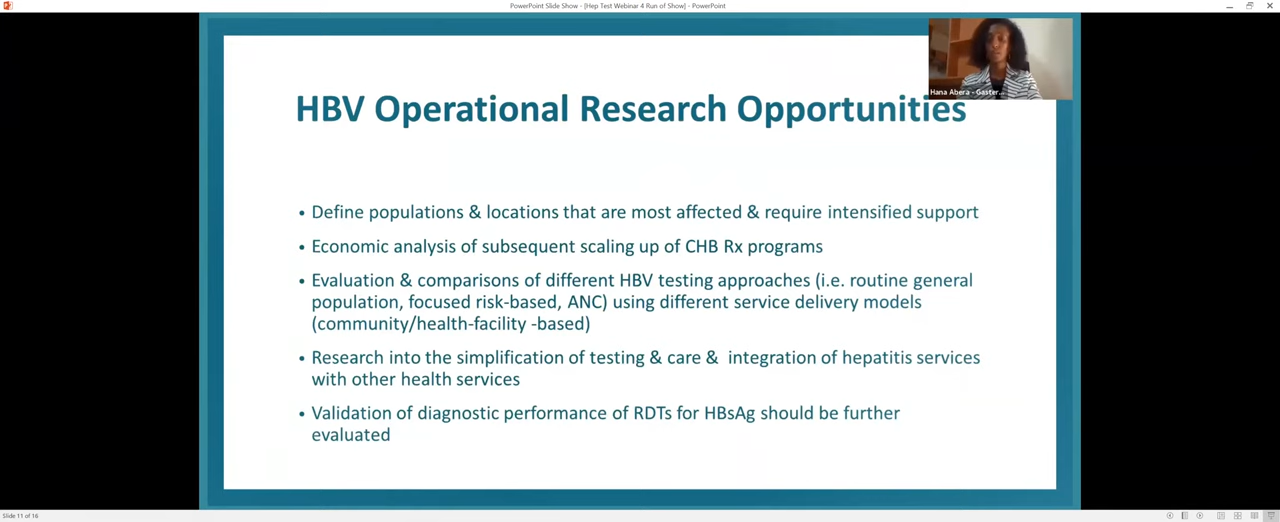 PowerPoint Slide Show - [Hep Test Webinar 4 Run of Show] - PowerPoint
Hana Abera - Gaster...
HBV Operational Research Opportunities
• Define populations & locations that are most affected & require intensified support
• Economic analysis of subsequent scaling up of CHB Rx programs
• Evaluation & comparisons of different HBV testing approaches (i.e. routine general
population, focused risk-based, ANC) using different service delivery models
(community/health-facility -based)
• Research into the simplification of testing & care & integration of hepatitis services
with other health services
• Validation of diagnostic performance of RDTs for HBsAg should be further
evaluated
Slide 11 of 16